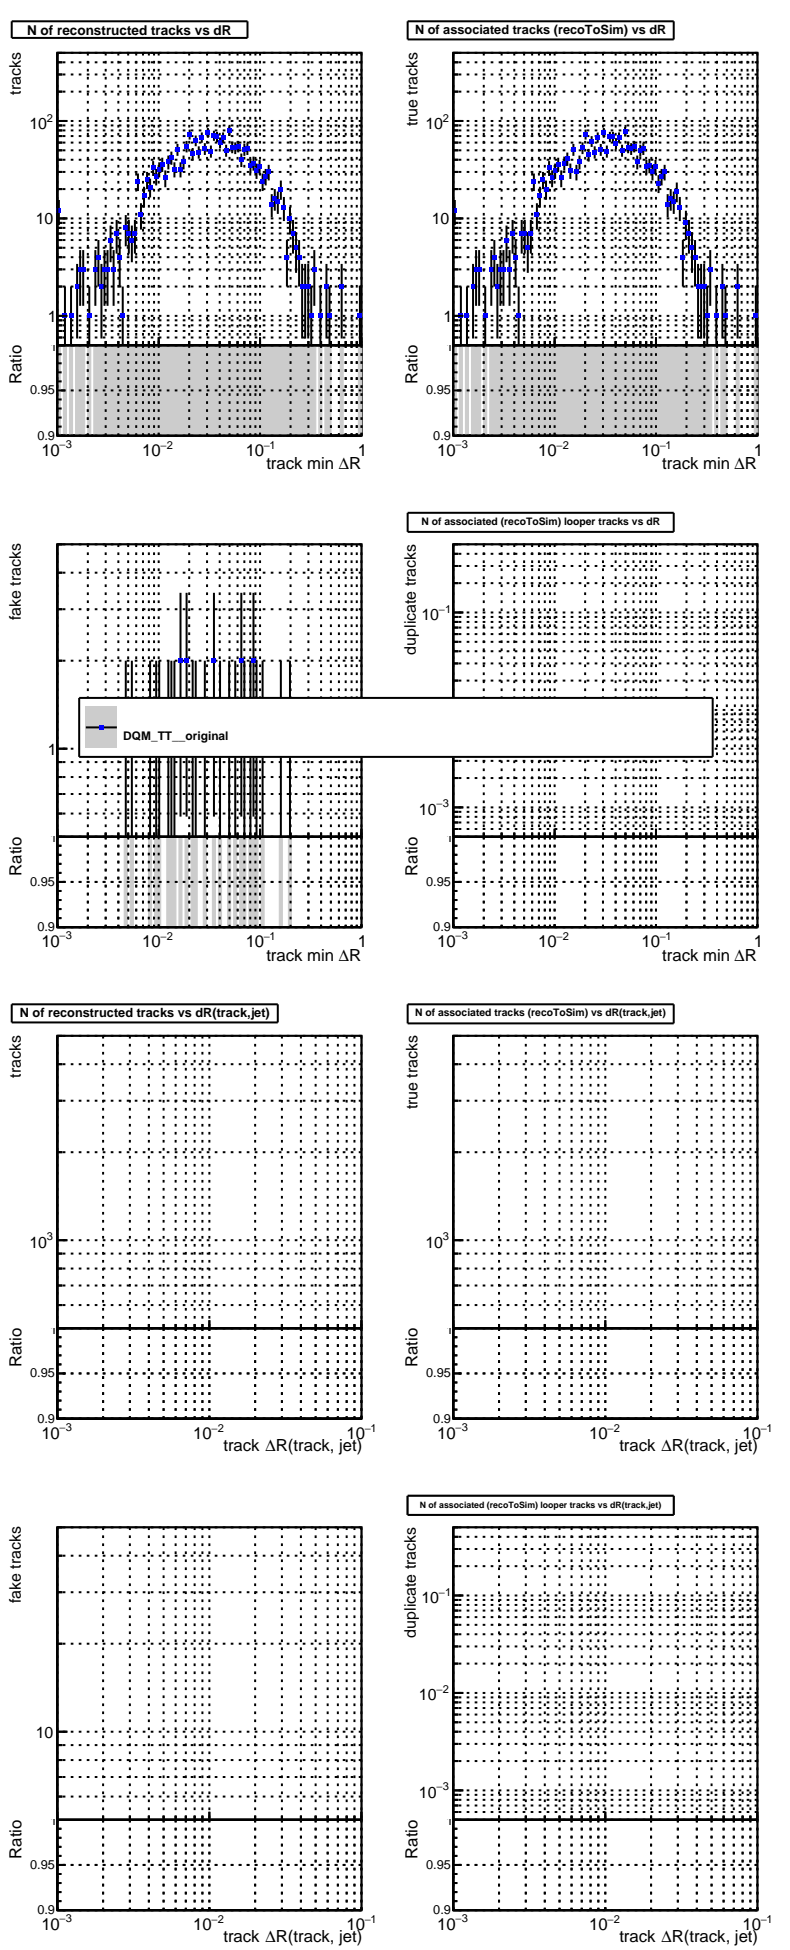 N of reconstructed tracks vs dR
tracks
10²
10
1
Ratio
0.95
0.9
10⁻³ 10⁻² 10⁻¹ 1
track min ΔR
N of associated tracks (recoToSim) vs dR
true tracks
10²
10
1
Ratio
0.95
0.9
10⁻³ 10⁻² 10⁻¹ 1
track min ΔR
fake tracks
1
Ratio
0.95
0.9
10⁻³ 10⁻² 10⁻¹ 1
track min ΔR
N of associated (recoToSim) looper tracks vs dR
duplicate tracks
10⁻¹
10⁻³
Ratio
0.95
0.9
10⁻³ 10⁻² 10⁻¹ 1
track min ΔR
DQM_TT__original
N of reconstructed tracks vs dR(track,jet)
tracks
10³
Ratio
0.95
0.9
10⁻³ 10⁻² 10⁻¹
track ΔR(track, jet)
N of associated tracks (recoToSim) vs dR(track,jet)
true tracks
10³
Ratio
0.95
0.9
10⁻³ 10⁻² 10⁻¹
track ΔR(track, jet)
fake tracks
10
Ratio
0.95
0.9
10⁻³ 10⁻² 10⁻¹
track ΔR(track, jet)
N of associated (recoToSim) looper tracks vs dR(track,jet)
duplicate tracks
10⁻¹
10⁻²
10⁻³
Ratio
0.95
0.9
10⁻³ 10⁻² 10⁻¹
track ΔR(track, jet)